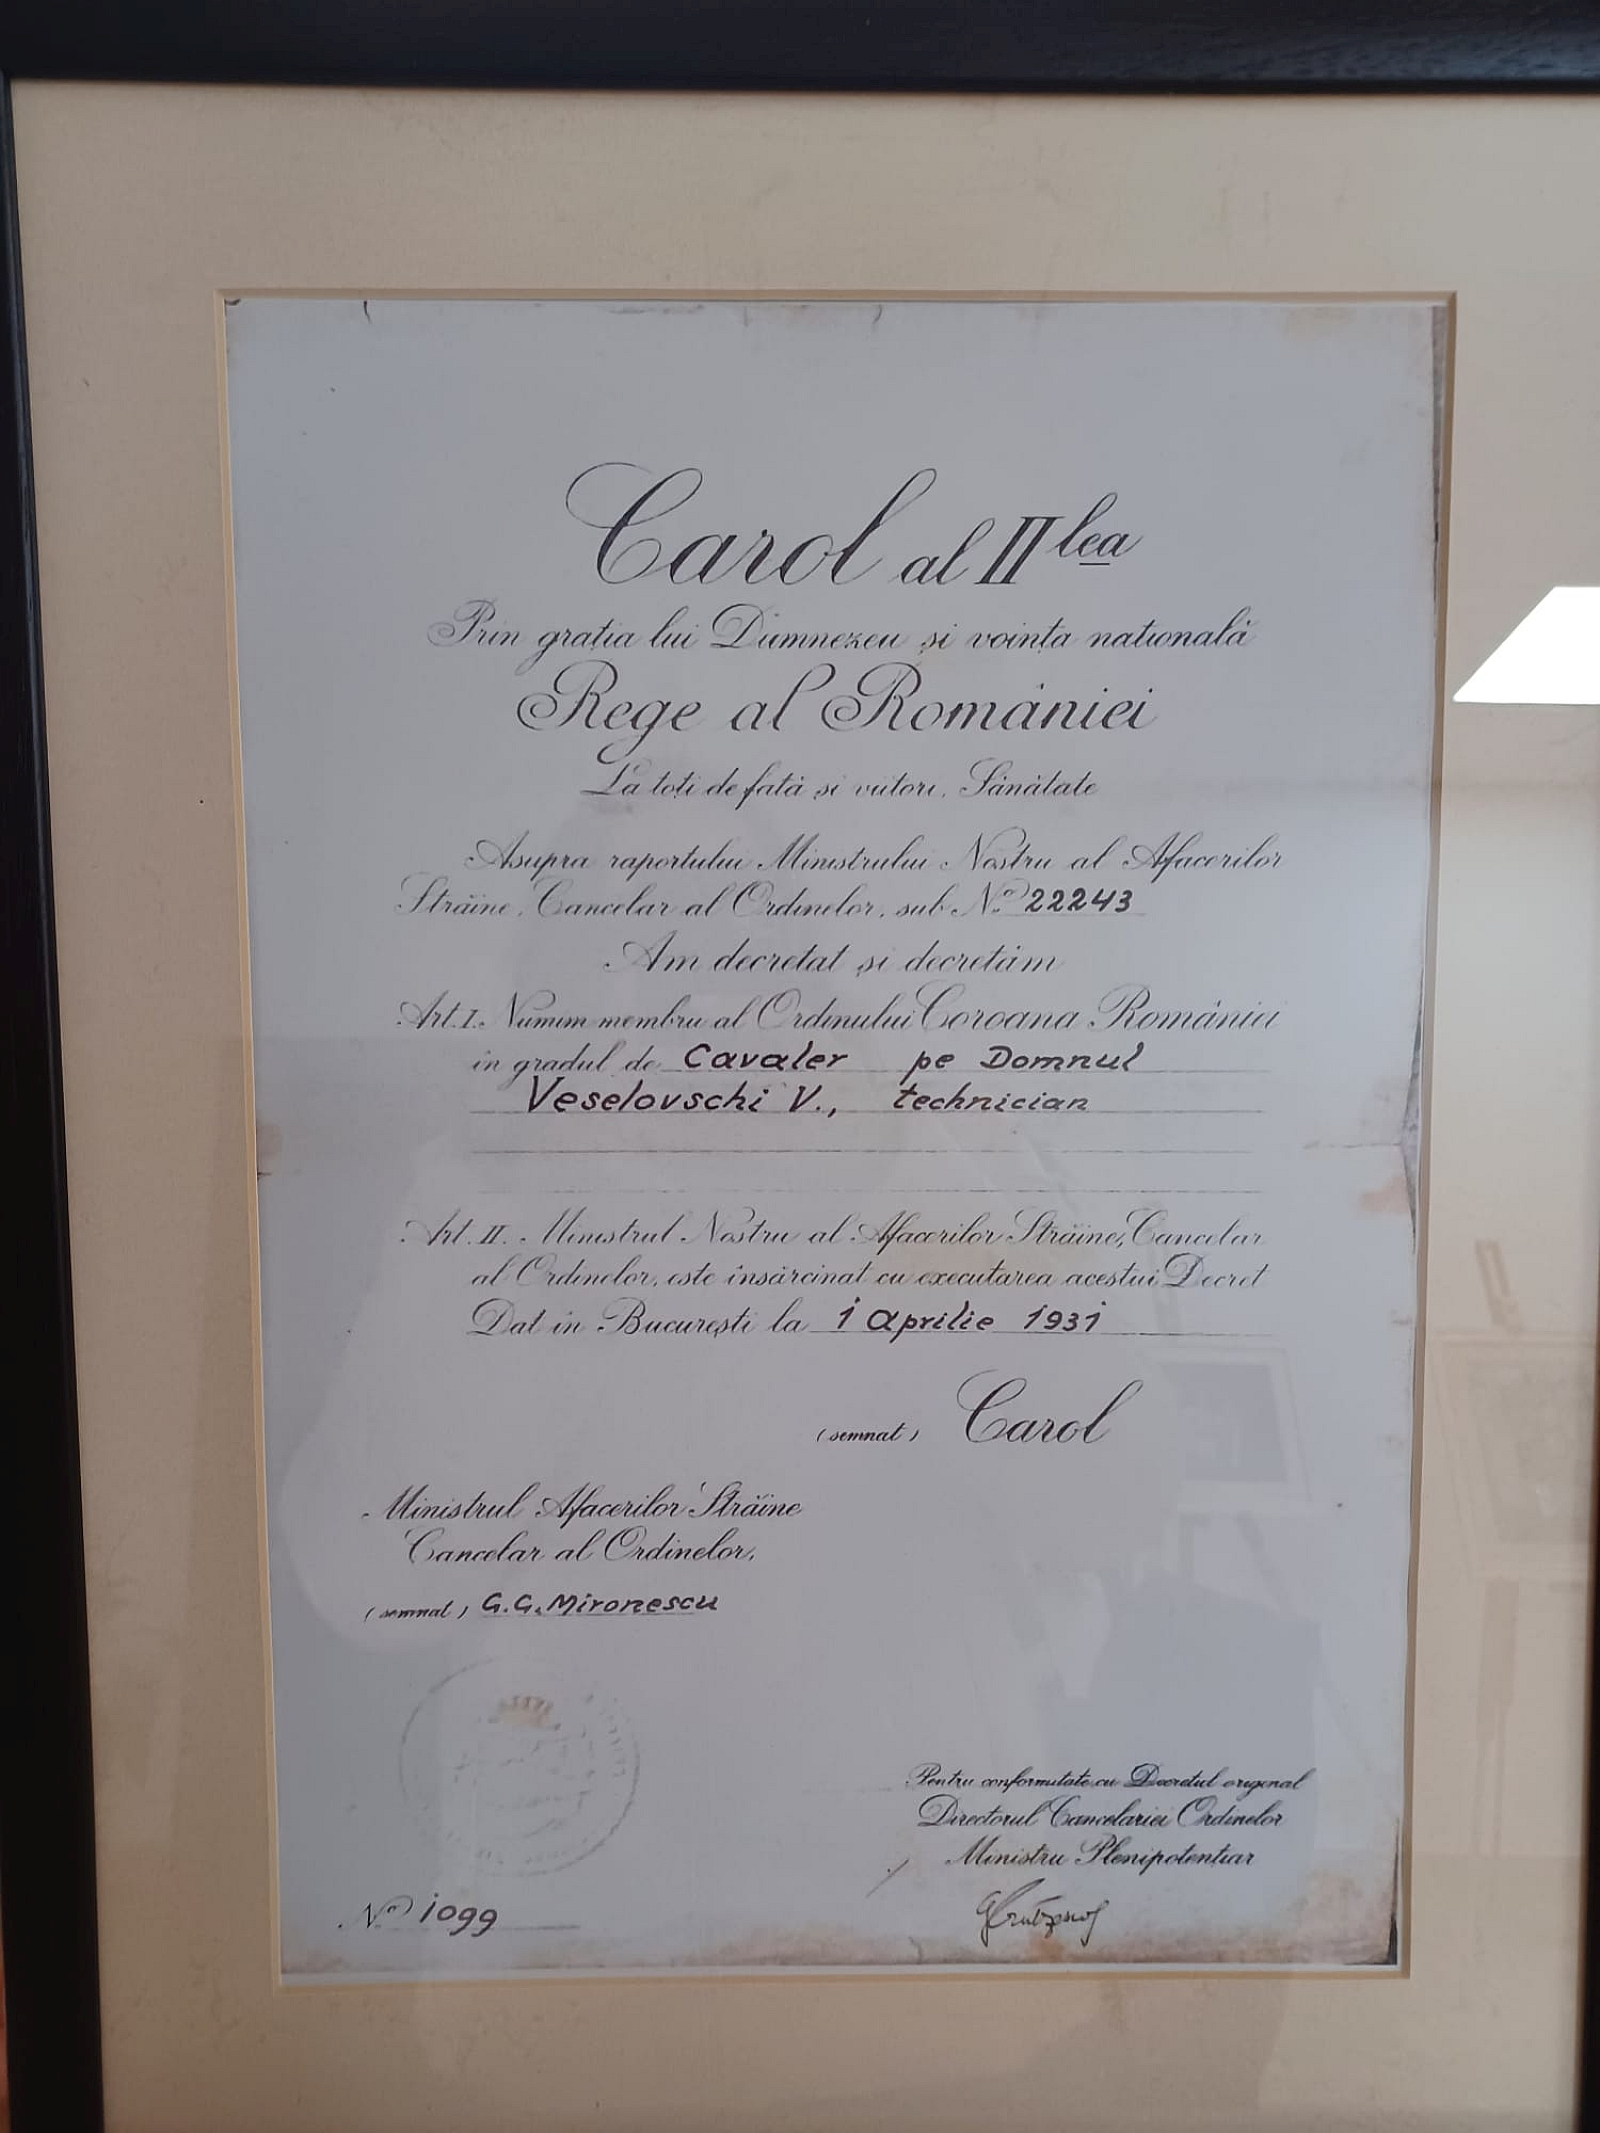 Carol al II lea
Prin grația lui Dumnezeu și voința natională
Rege al României
La toți de fată și viitori, Sănătate
Asupra raportului Ministrului Nostru al Afacerilor
Străine, Cancelar al Ordinelor, sub No. 22243
Am decretat și decretăm
Art. I. Numim membru al Ordinului Coroana României
în gradul de Cavaler pe Domnul
Veselovschi V., technician
Art. II. Ministrul Nostru al Afacerilor Străine, Cancelar
al Ordinelor, este însărcinat cu executarea acestui Decret
Dat în București la 1 Aprilie 1931
(semnat) Carol
Ministrul Afacerilor Străine
Cancelar al Ordinelor,
(semnat) G. G. Mironescu
Pentru conformitate cu Decretul original
Directorul Cancelariei Ordinelor
Ministru Plenipotențiar
No 1099